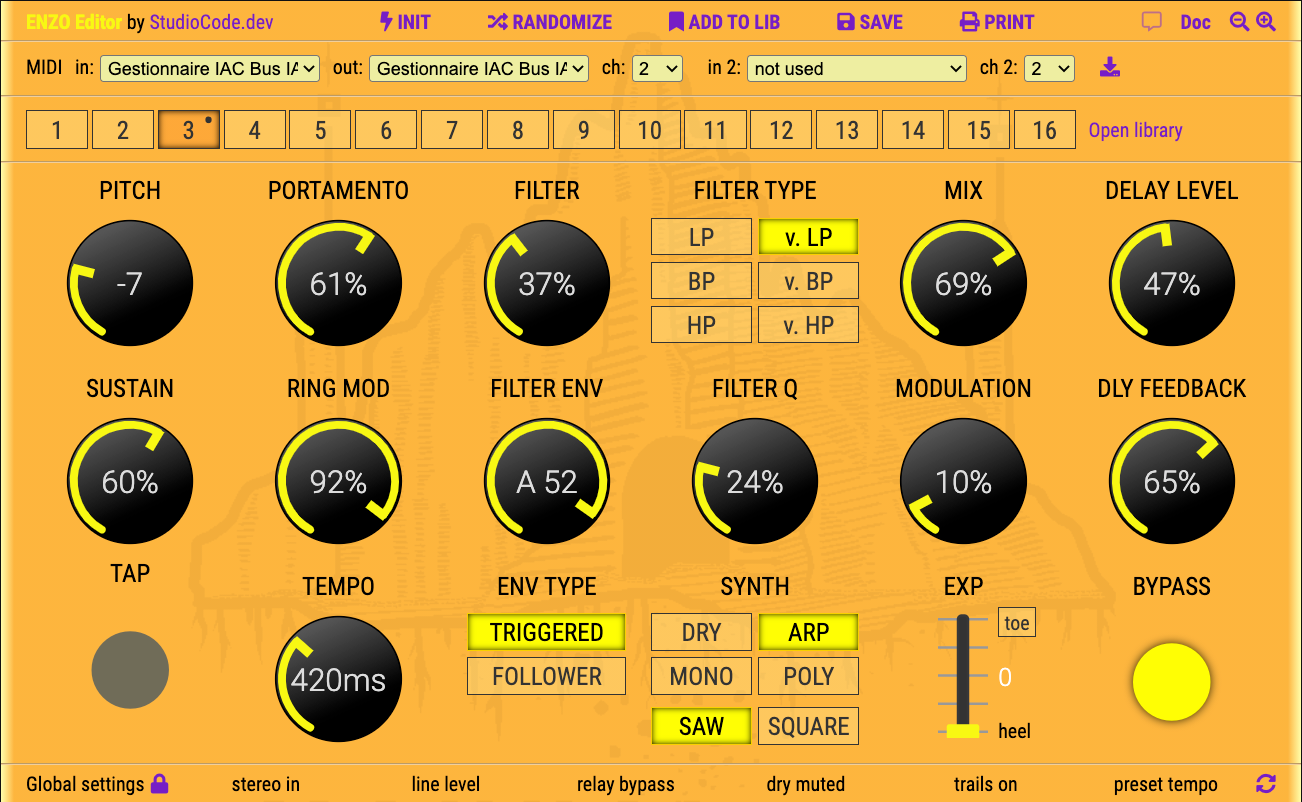 ENZO Editor by StudioCode.dev INIT RANDOMIZE ADD TO LIB SAVE PRINT Doc
MIDI in: Gestionnaire IAC Bus IA out: Gestionnaire IAC Bus IA ch: 2 in 2: not used ch 2: 2
1 2 3 4 5 6 7 8 9 10 11 12 13 14 15 16 Open library
PITCH PORTAMENTO FILTER FILTER TYPE MIX DELAY LEVEL
LP v. LP
-7 61% 37% BP v. BP 69% 47%
HP v. HP
SUSTAIN RING MOD FILTER ENV FILTER Q MODULATION DLY FEEDBACK
60% 92% A 52 24% 10% 65%
TAP TEMPO ENV TYPE SYNTH EXP BYPASS
TRIGGERED DRY ARP toe
420ms FOLLOWER MONO POLY 0
SAW SQUARE heel
Global settings stereo in line level relay bypass dry muted trails on preset tempo